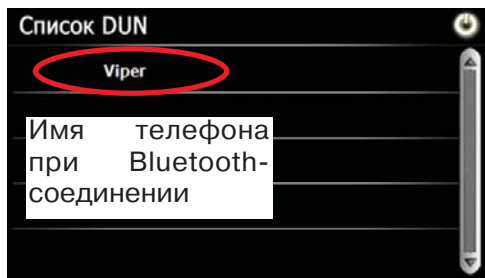 Список DUN
Viper
Имя телефона
при Bluetooth-
соединении